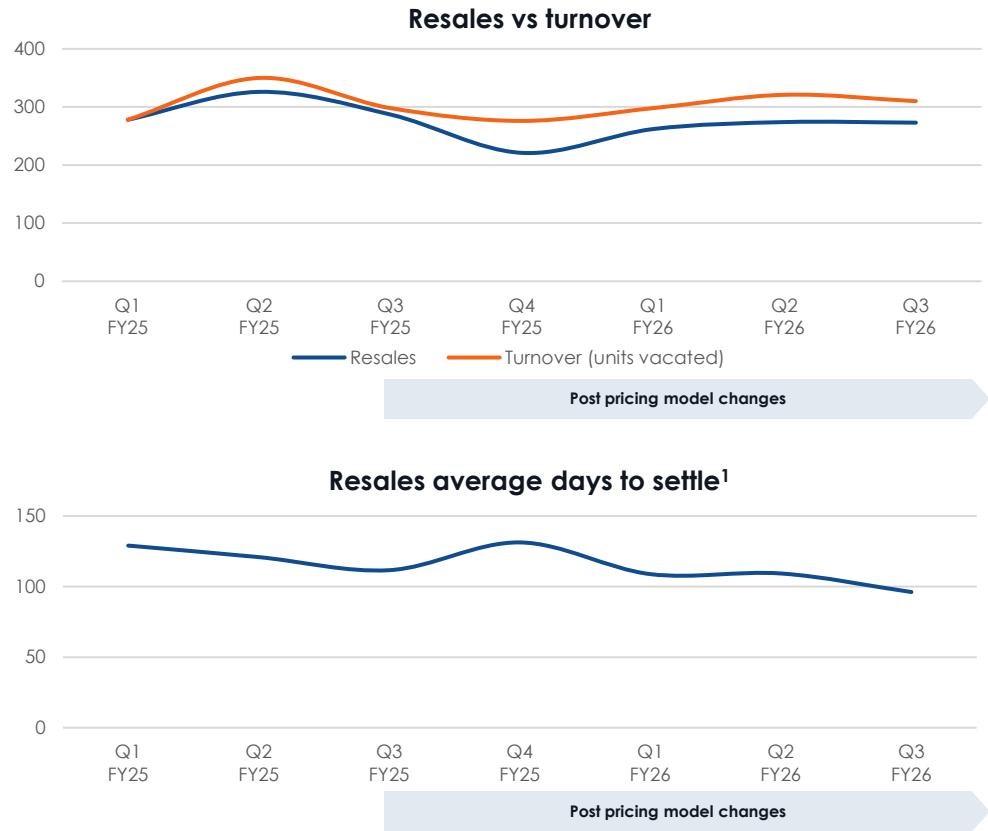 Resales vs turnover
400
300
200
100
0
Q1 Q2 Q3 Q4 Q1 Q2 Q3
FY25 FY25 FY25 FY25 FY26 FY26 FY26
Resales Turnover (units vacated)
Post pricing model changes
Resales average days to settle¹
150
100
50
0
Q1 Q2 Q3 Q4 Q1 Q2 Q3
FY25 FY25 FY25 FY25 FY26 FY26 FY26
Post pricing model changes